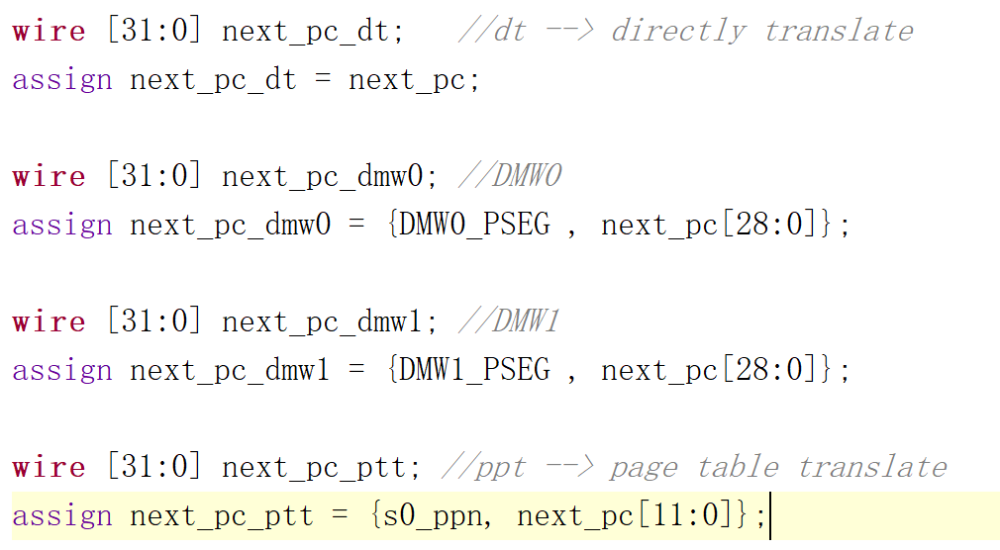 wire [31:0] next_pc_dt;   //dt --> directly translate
assign next_pc_dt = next_pc;
wire [31:0] next_pc_dmw0; //DMW0
assign next_pc_dmw0 = {DMW0_PSEG , next_pc[28:0]};
wire [31:0] next_pc_dmw1; //DMW1
assign next_pc_dmw1 = {DMW1_PSEG , next_pc[28:0]};
wire [31:0] next_pc_ptt; //ppt --> page table translate
assign next_pc_ptt = {s0_ppn, next_pc[11:0]};